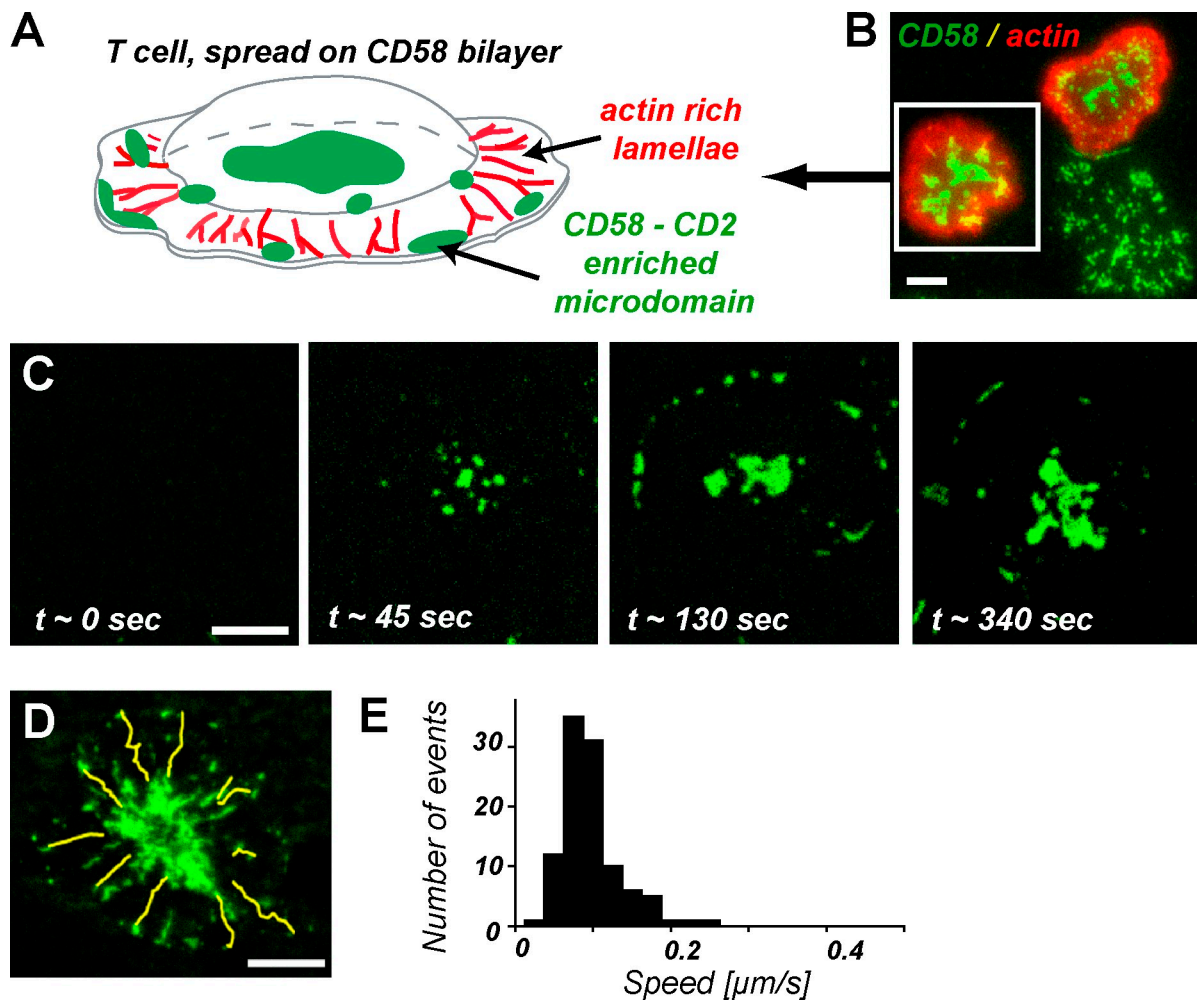 A
T cell, spread on CD58 bilayer
actin rich
lamellae
CD58 - CD2
enriched
microdomain
B
CD58 / actin
C
t ~ 0 sec
t ~ 45 sec
t ~ 130 sec
t ~ 340 sec
D
E
Number of events
30
20
10
0
0
0.2
0.4
Speed [µm/s]